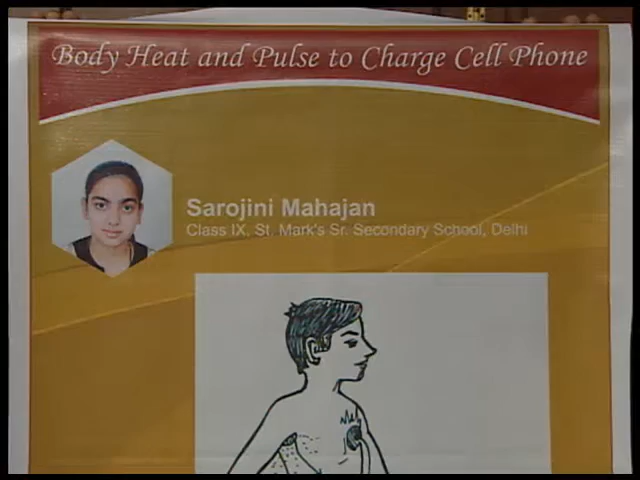 Body Heat and Pulse to Charge Cell Phone
Sarojini Mahajan
Class IX, St. Mark's Sr. Secondary School, Delhi